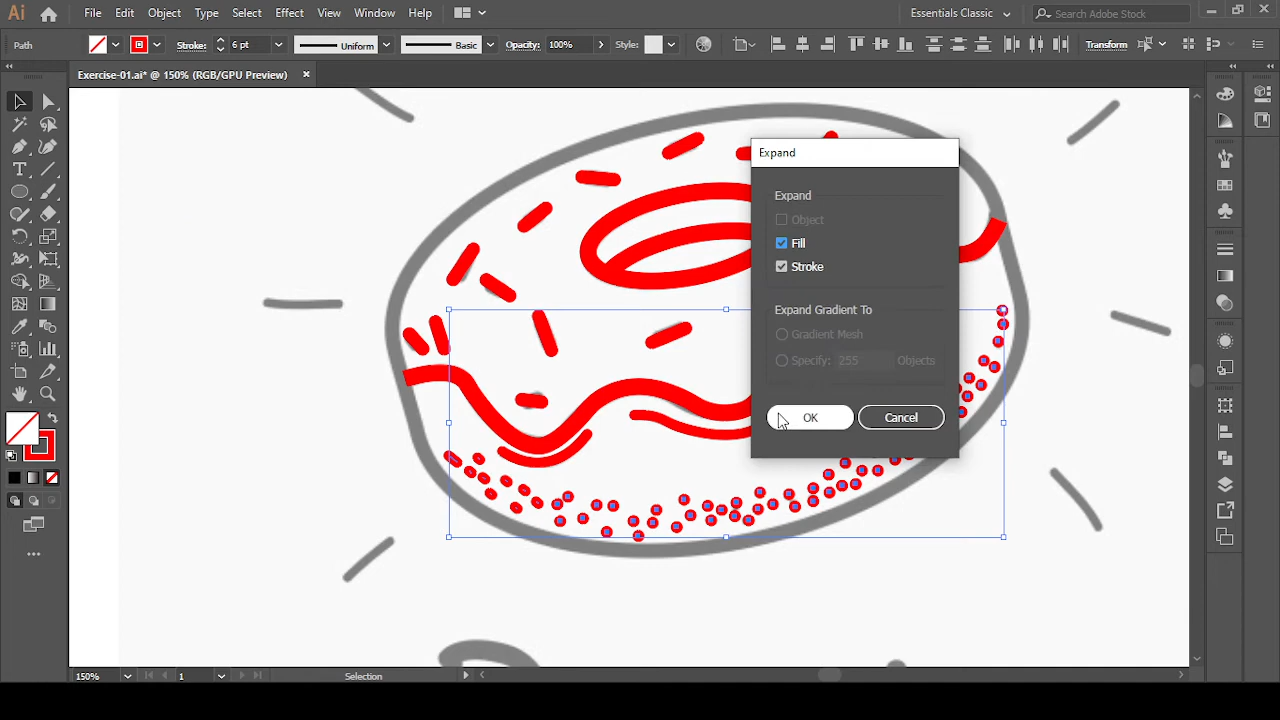 Ai File Edit Object Type Select Effect View Window Help Essentials Classic Search Adobe Stock
Path Stroke: 6 pt Uniform Basic Opacity: 100% Style: Transform
Exercise-01.ai* @ 150% (RGB/GPU Preview)
Expand
Expand
Object
Fill
Stroke
Expand Gradient To
Gradient Mesh
Specify: 255 Objects
OK Cancel
150% 1 Selection